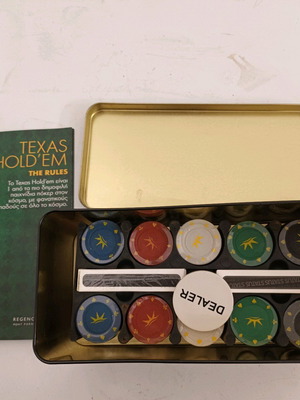 TEXAS
HOLD'EM
THE RULES
Το Texas Hold'em είναι
1 από τα πιο δημοφιλή
παιχνίδια πόκερ στον
κόσμο, με φανατικούς
οπαδούς σε όλο το κόσμο.
DEALER
REGENC